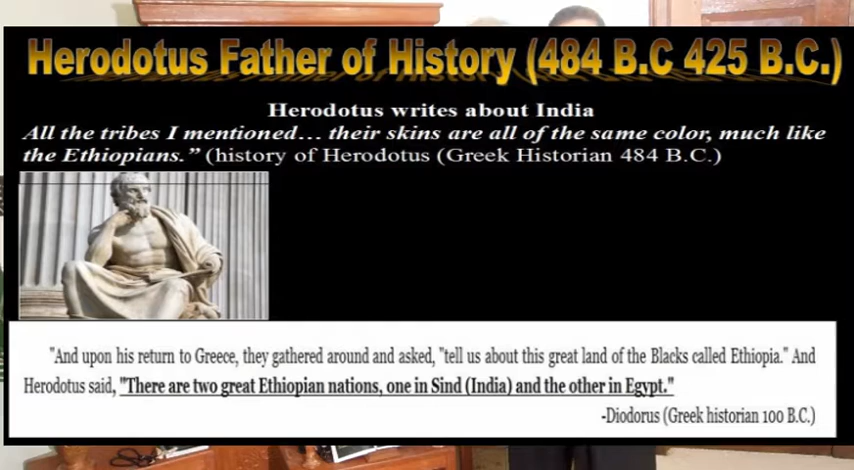 Herodotus Father of History (484 B.C 425 B.C.)
Herodotus writes about India
All the tribes I mentioned... their skins are all of the same color, much like
the Ethiopians.” (history of Herodotus (Greek Historian 484 B.C.)
"And upon his return to Greece, they gathered around and asked, "tell us about this great land of the Blacks called Ethiopia." And
Herodotus said, "There are two great Ethiopian nations, one in Sind (India) and the other in Egypt."
-Diodorus (Greek historian 100 B.C.)